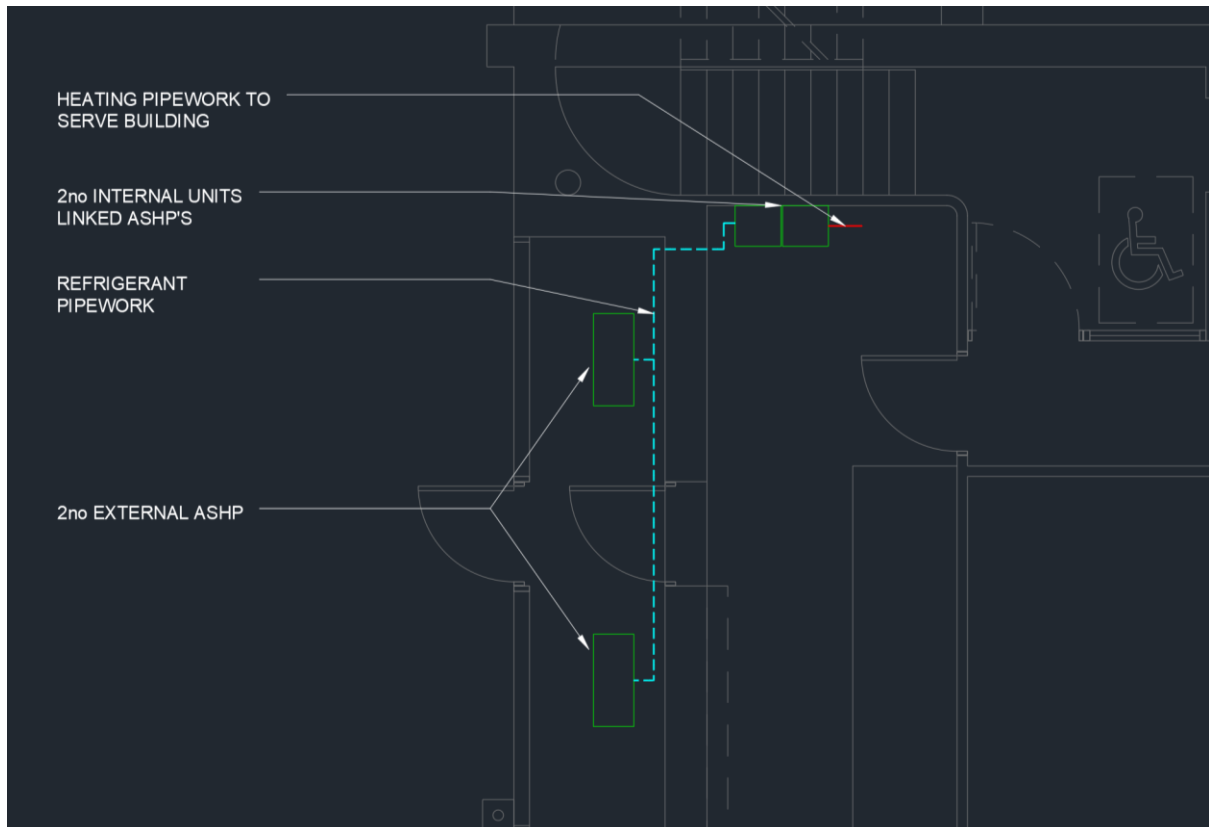 HEATING PIPEWORK TO
SERVE BUILDING
2no INTERNAL UNITS
LINKED ASHP'S
REFRIGERANT
PIPEWORK
2no EXTERNAL ASHP